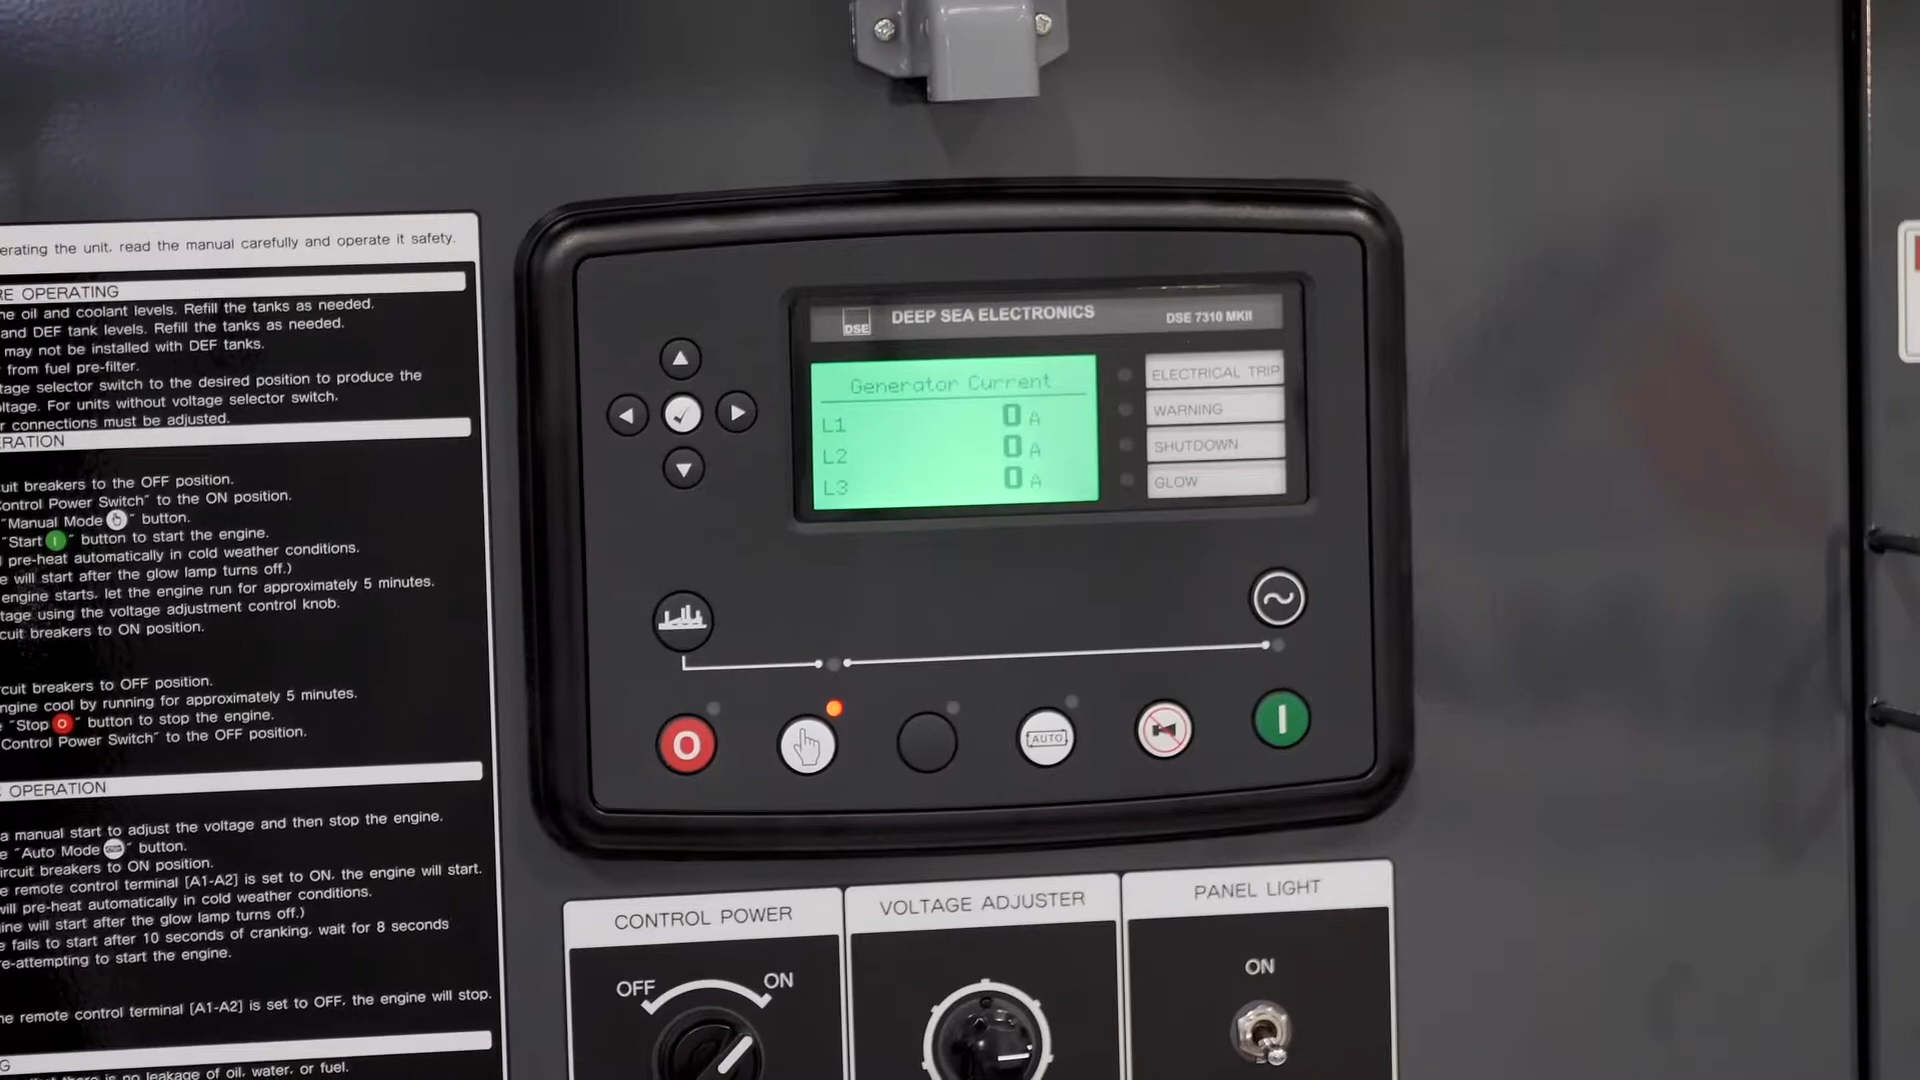 erating the unit, read the manual carefully and operate it safety.
RE OPERATING
he oil and coolant levels. Refill the tanks as needed.
and DEF tank levels. Refill the tanks as needed.
may not be installed with DEF tanks.
from fuel pre-filter.
tage selector switch to the desired position to produce the
oltage. For units without voltage selector switch,
r connections must be adjusted.
ERATION
cuit breakers to the OFF position.
Control Power Switch" to the ON position.
"Manual Mode " button.
"Start I " button to start the engine.
l pre-heat automatically in cold weather conditions.
e will start after the glow lamp turns off.)
engine starts, let the engine run for approximately 5 minutes.
tage using the voltage adjustment control knob.
cuit breakers to ON position.
rcuit breakers to OFF position.
ngine cool by running for approximately 5 minutes.
e "Stop O " button to stop the engine.
Control Power Switch" to the OFF position.
OPERATION
a manual start to adjust the voltage and then stop the engine.
e "Auto Mode " button.
ircuit breakers to ON position.
e remote control terminal [A1-A2] is set to ON, the engine will start.
will pre-heat automatically in cold weather conditions.
gine will start after the glow lamp turns off.)
e fails to start after 10 seconds of cranking, wait for 8 seconds
re-attempting to start the engine.
he remote control terminal [A1-A2] is set to OFF, the engine will stop.
G
there is no leakage of oil, water, or fuel.
DSE DEEP SEA ELECTRONICS DSE 7310 MKII
Generator Current
L1 0 A
L2 0 A
L3 0 A
ELECTRICAL TRIP
WARNING
SHUTDOWN
GLOW
O
AUTO
I
CONTROL POWER
OFF ON
VOLTAGE ADJUSTER
PANEL LIGHT
ON